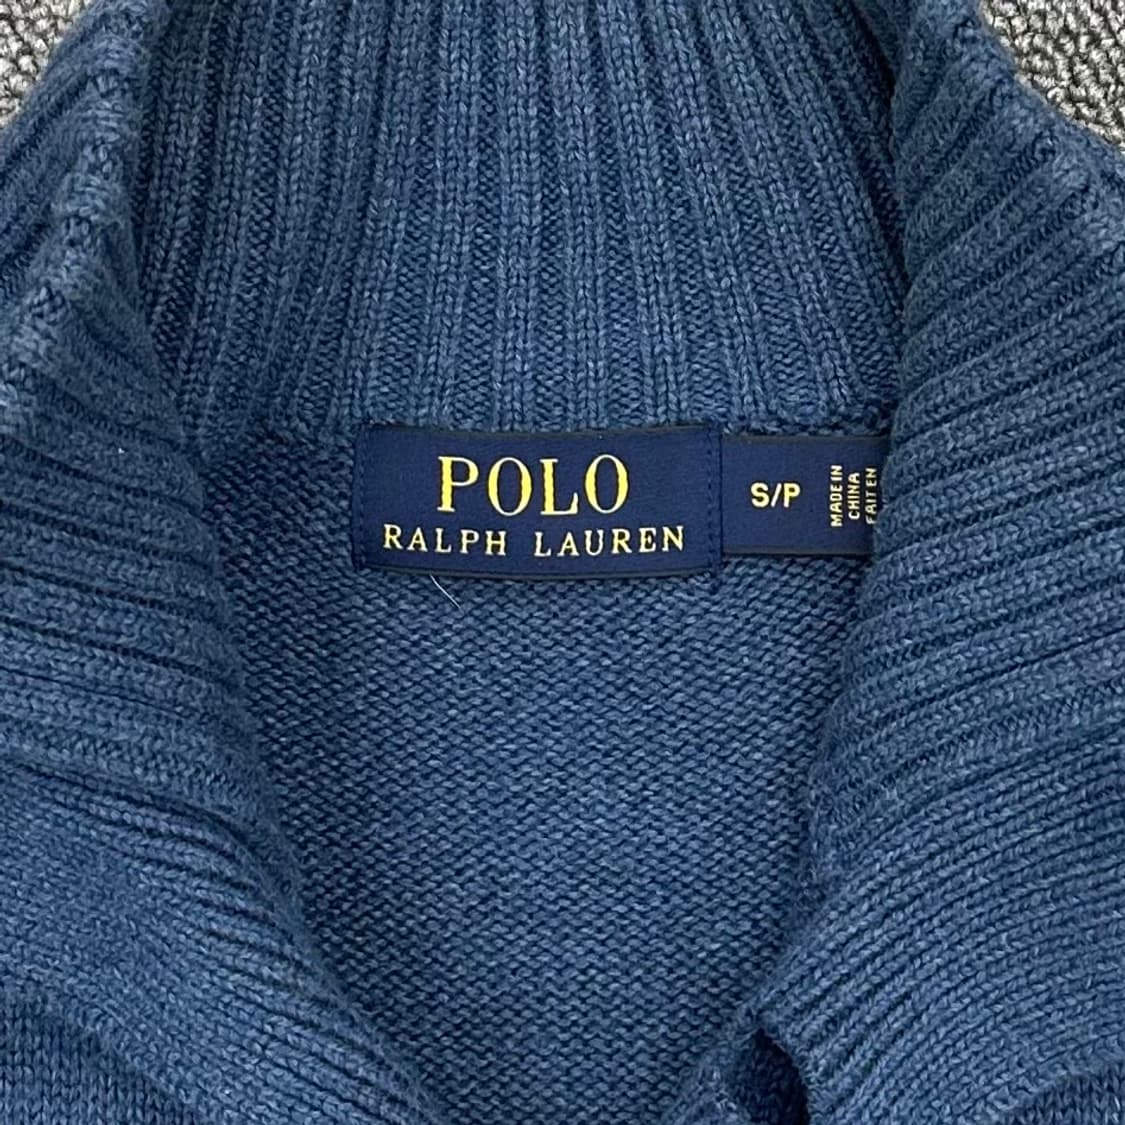 POLO
RALPH LAUREN
S/P
MADE IN
CHINA
FAIT EN